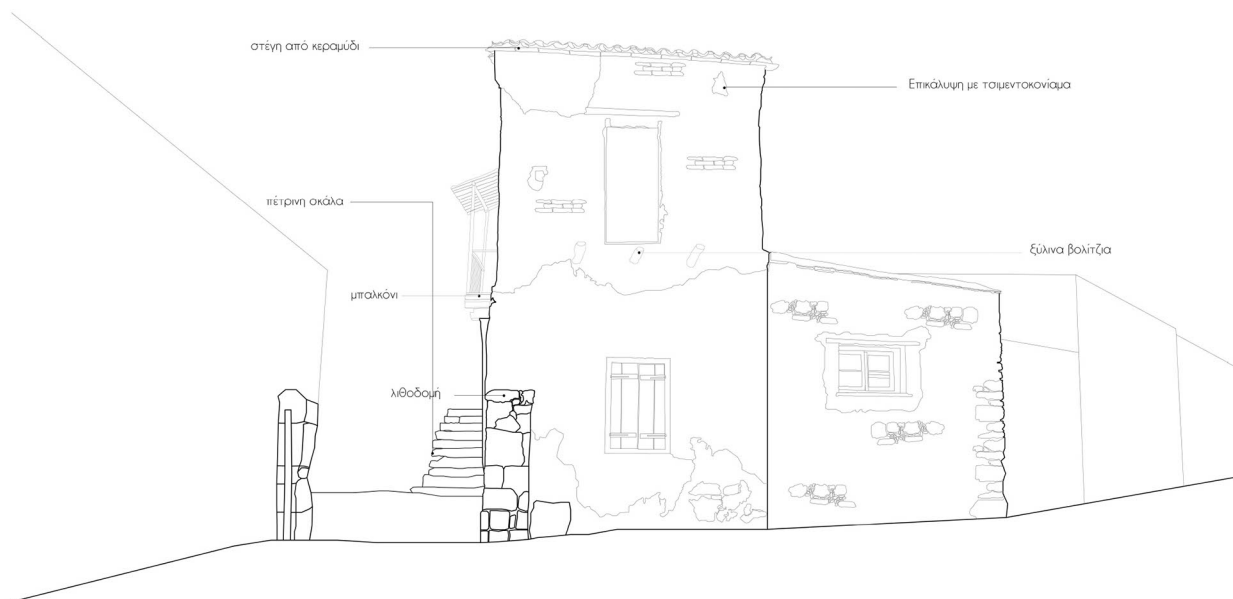 στέγη από κεραμύδι
Επικάλυψη με τσιμεντοκονίαμα
πέτρινη σκάλα
ξύλινα βολίτζια
μπαλκόνι
λιθοδομή